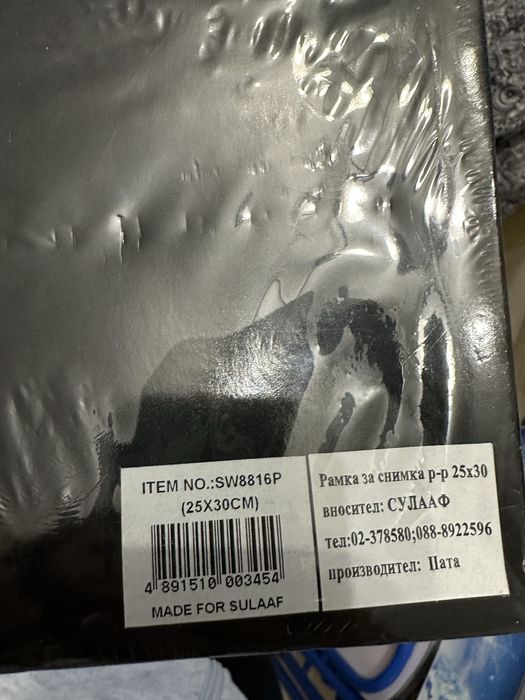 ITEM NO.:SW8816P
(25X30CM)
4 891510 003454
MADE FOR SULAAF
Рамка за снимка р-р 25х30
вносител: СУЛААФ
тел:02-378580;088-8922596
производител: Пата